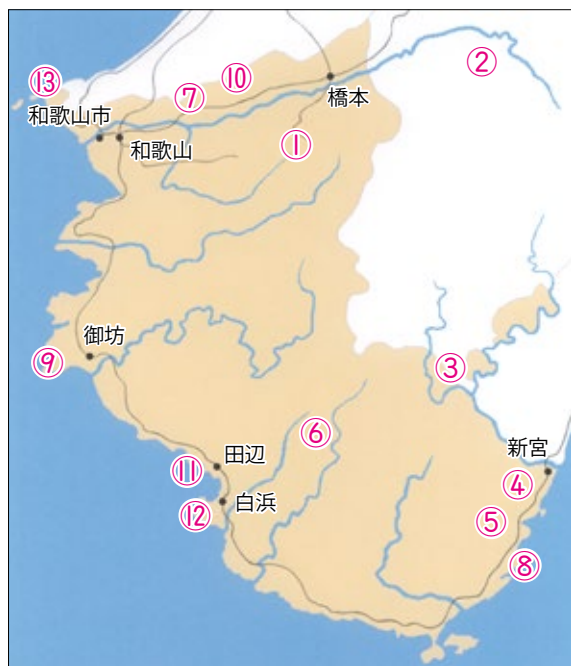 ⑬
②
⑩
⑦
橋本
和歌山市
①
和歌山
御坊
⑨
③
⑥
田辺
新宮
⑪
④
白浜
⑫
⑤
⑧